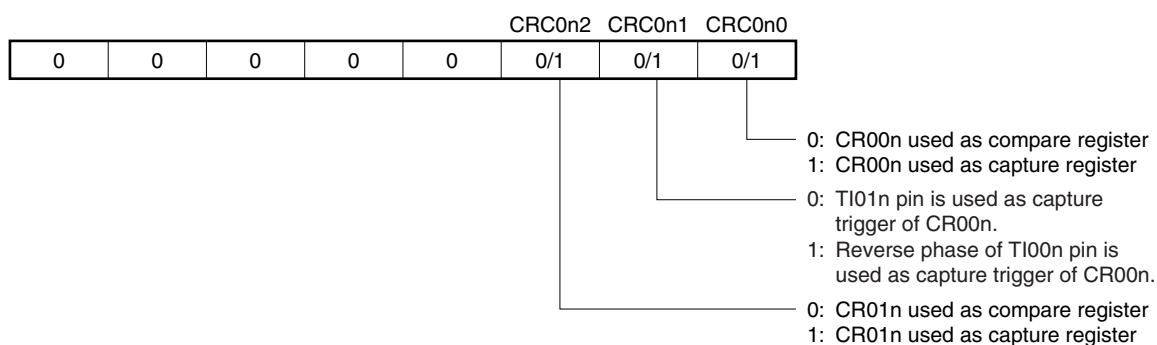 CRC0n2 CRC0n1 CRC0n0
0 0 0 0 0 0/1 0/1 0/1
0: CR00n used as compare register
1: CR00n used as capture register
0: TI01n pin is used as capture
trigger of CR00n.
1: Reverse phase of TI00n pin is
used as capture trigger of CR00n.
0: CR01n used as compare register
1: CR01n used as capture register